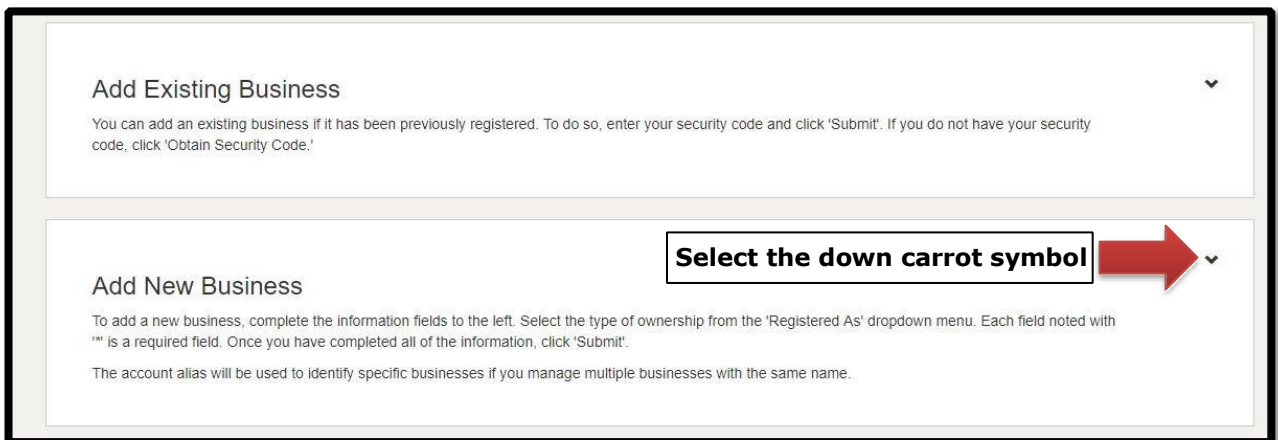 Add Existing Business
You can add an existing business if it has been previously registered. To do so, enter your security code and click 'Submit'. If you do not have your security
code, click 'Obtain Security Code.'
Select the down carrot symbol
Add New Business
To add a new business, complete the information fields to the left. Select the type of ownership from the 'Registered As' dropdown menu. Each field noted with
'*' is a required field. Once you have completed all of the information, click 'Submit'.
The account alias will be used to identify specific businesses if you manage multiple businesses with the same name.